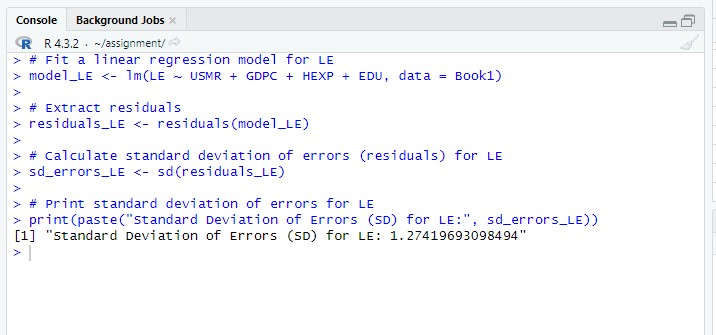 Console Background Jobs ×
R R 4.3.2 · ~/assignment/
> # Fit a linear regression model for LE
> model_LE <- lm(LE ~ USMR + GDPC + HEXP + EDU, data = Book1)
>
> # Extract residuals
> residuals_LE <- residuals(model_LE)
>
> # Calculate standard deviation of errors (residuals) for LE
> sd_errors_LE <- sd(residuals_LE)
>
> # Print standard deviation of errors for LE
> print(paste("Standard Deviation of Errors (SD) for LE:", sd_errors_LE))
[1] "Standard Deviation of Errors (SD) for LE: 1.27419693098494"
>